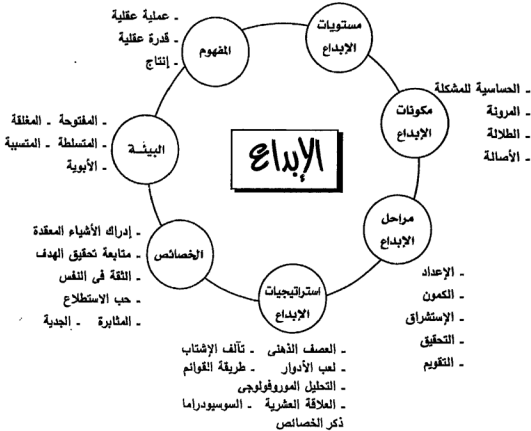 الإبداع
مستويات
الإبداع
مكونات
الإبداع
- الحساسية للمشكلة
- المرونة
- الطلالة
- الأصالة
مراحل
الإبداع
- الإعداد
- الكمون
- الإستشراق
- التحقيق
- التقويم
استراتيجيات
الإبداع
- العصف الذهنى - تآلف الإشتاب
- لعب الأدوار - طريقة القوائم
- التحليل الموروفولوجى
- العلاقة العشرية - السوسيودراما
ذكر الخصائص
الخصائص
- إدراك الأشياء المعقدة
- متابعة تحقيق الهدف
- الثقة فى النفس
- حب الاستطلاع
- المثابرة - الجدية
البيئة
- المفتوحة - المغلقة
- المتسلطة - المتسيبة
- الأبوية
المفهوم
- عملية عقلية
- قدرة عقلية
- إنتاج